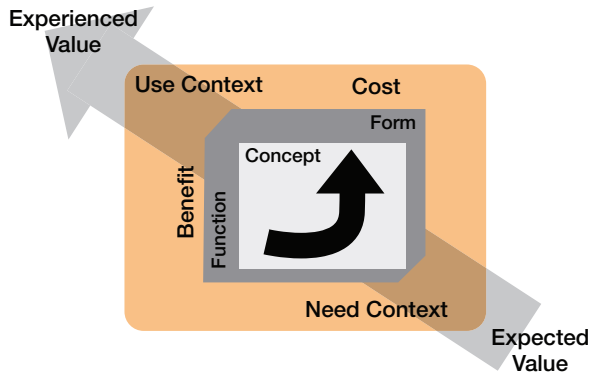 Experienced
Value
Use Context
Cost
Form
Concept
Benefit
Function
Need Context
Expected
Value